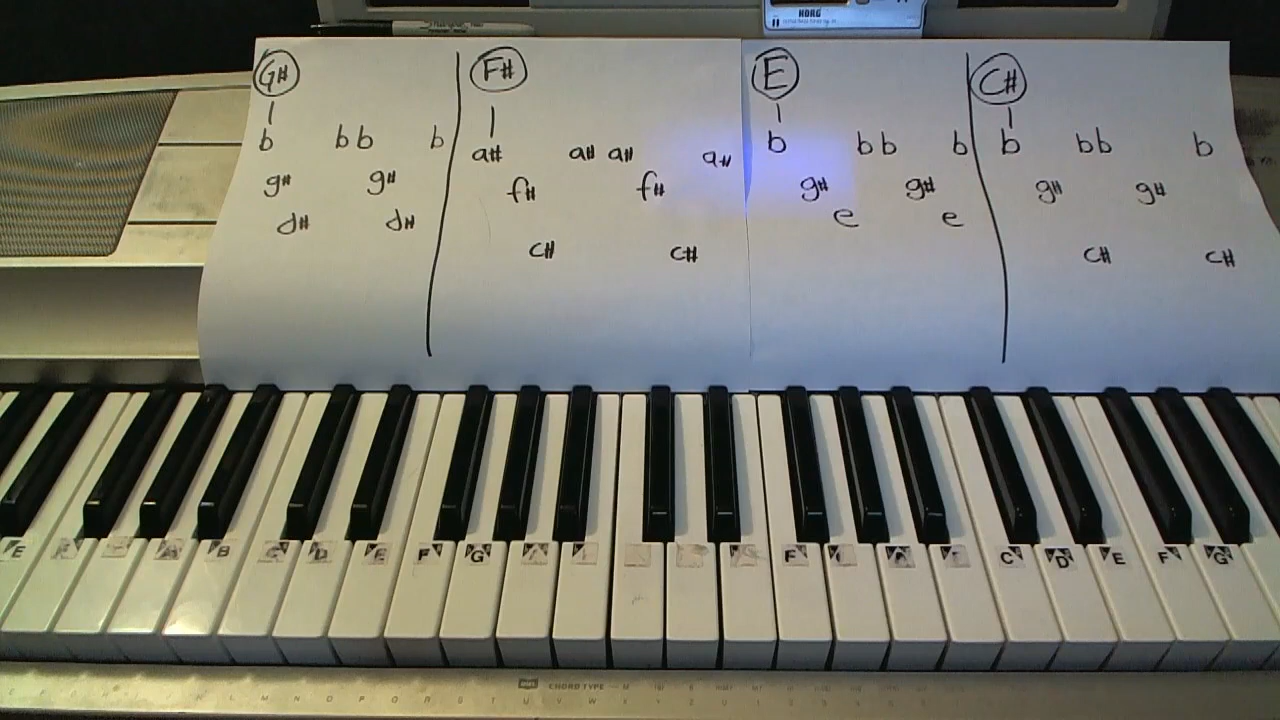 KORG
G# F# E C#
b bb b a# a# a# a# b bb b b bb b
g# g# f# f# g# g# g# g#
d# d# e e
c# c# c# c#
E A B C D E F G F A C D E F G
CHORD TYPE